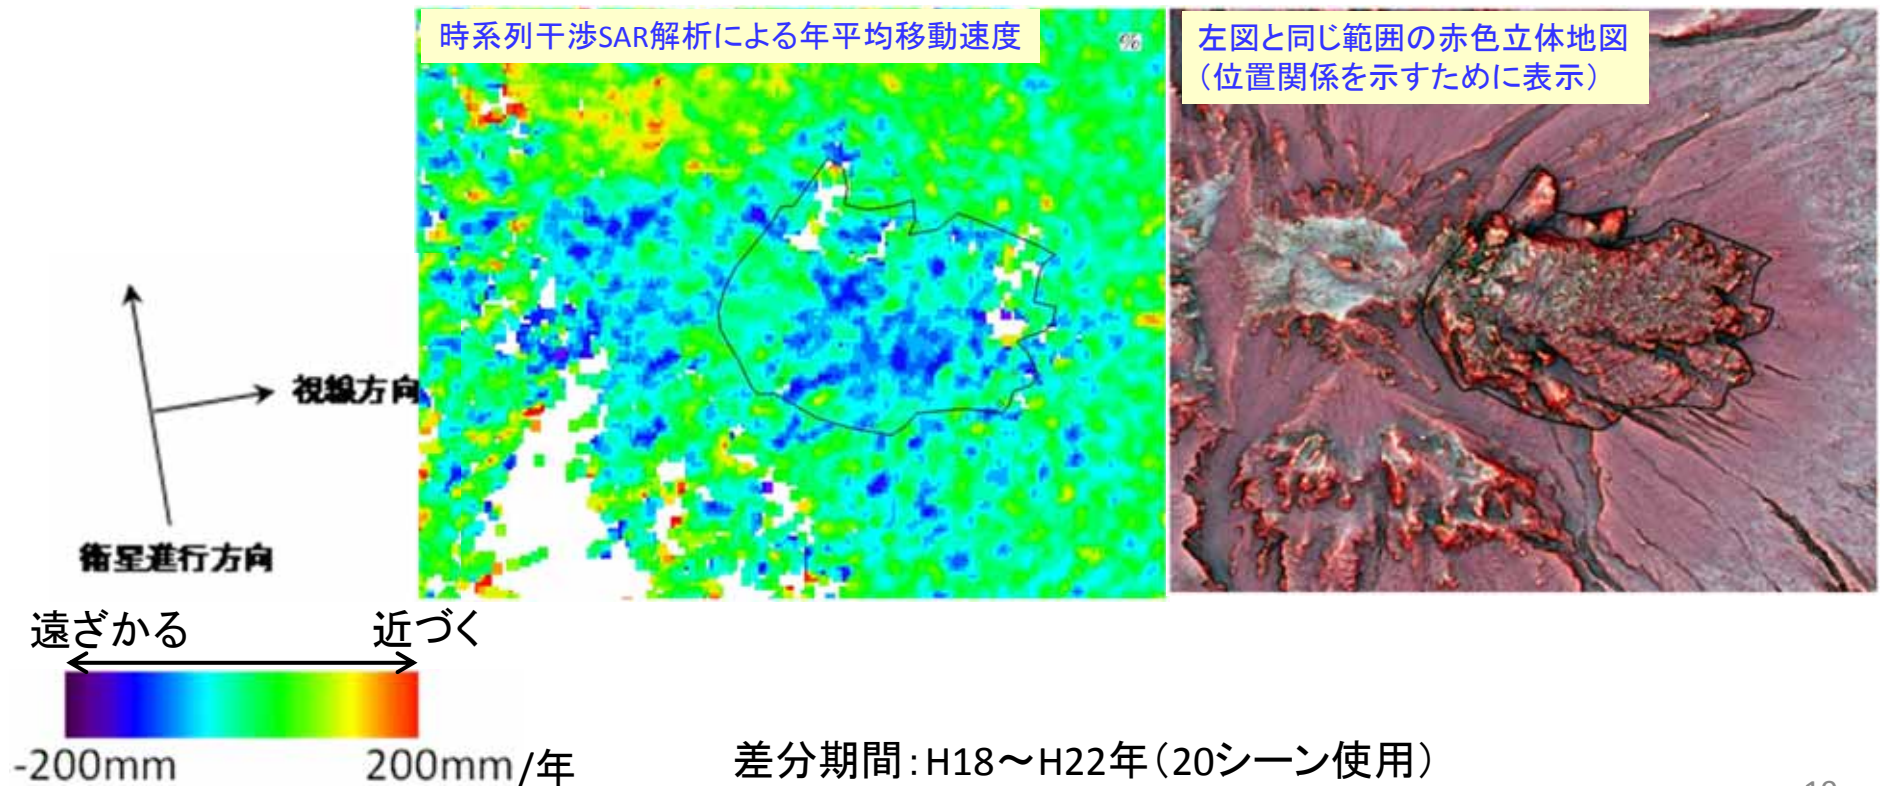 時系列干渉SAR解析による年平均移動速度
左図と同じ範囲の赤色立体地図
（位置関係を示すために表示）
視線方向
衛星進行方向
遠ざかる
近づく
-200mm
200mm/年
差分期間：H18～H22年（20シーン使用）